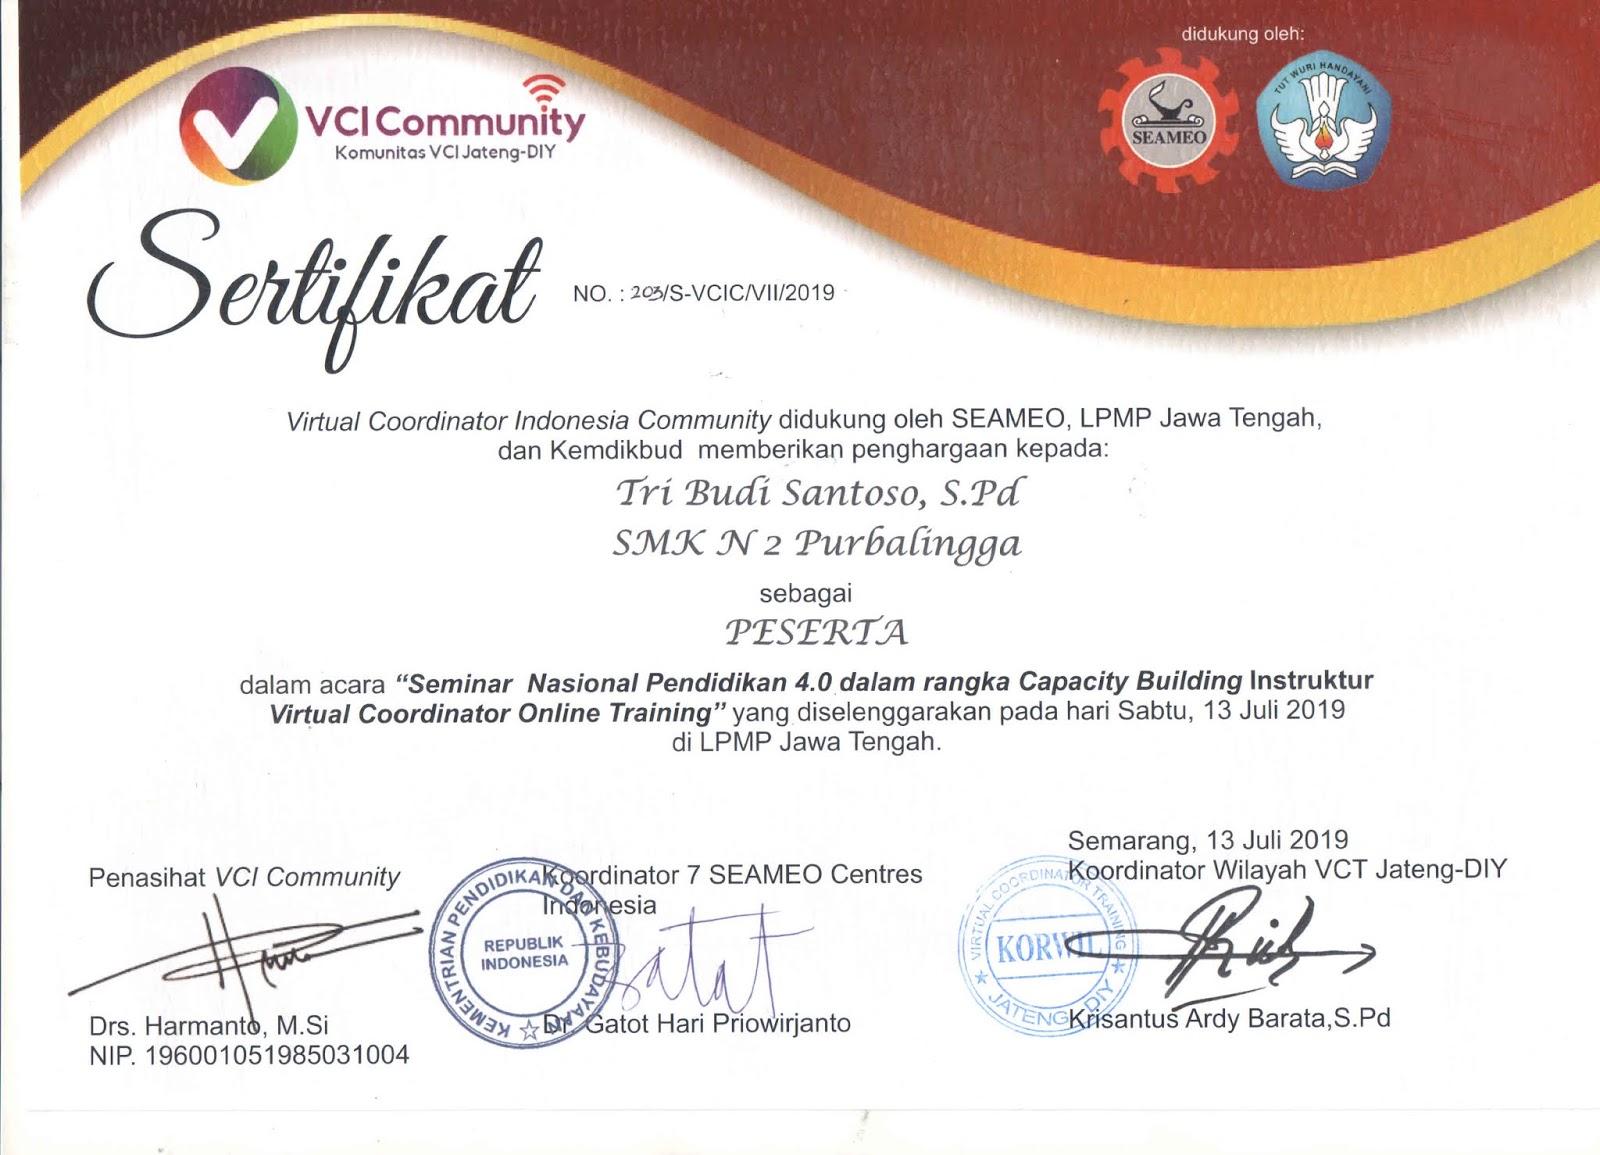 didukung oleh:
VCI Community
Komunitas VCI Jateng-DIY
SEAMEO
TUT WURI HANDAYANI
Sertifikat
NO. : 203/S-VCIC/VII/2019
Virtual Coordinator Indonesia Community didukung oleh SEAMEO, LPMP Jawa Tengah,
dan Kemdikbud memberikan penghargaan kepada:
Tri Budi Santoso, S.Pd
SMK N 2 Purbalingga
sebagai
PESERTA
dalam acara “Seminar Nasional Pendidikan 4.0 dalam rangka Capacity Building Instruktur
Virtual Coordinator Online Training” yang diselenggarakan pada hari Sabtu, 13 Juli 2019
di LPMP Jawa Tengah.
Semarang, 13 Juli 2019
Penasihat VCI Community
Koordinator 7 SEAMEO Centres
Indonesia
Koordinator Wilayah VCT Jateng-DIY
KEMENTRIAN PENDIDIKAN DAN KEBUDAYAAN
REPUBLIK
INDONESIA
VIRTUAL COORDINATOR TRAINING
KORWIL
JATENG - DIY
Drs. Harmanto, M.Si
NIP. 196001051985031004
Dr. Gatot Hari Priowirjanto
Krisantus Ardy Barata,S.Pd